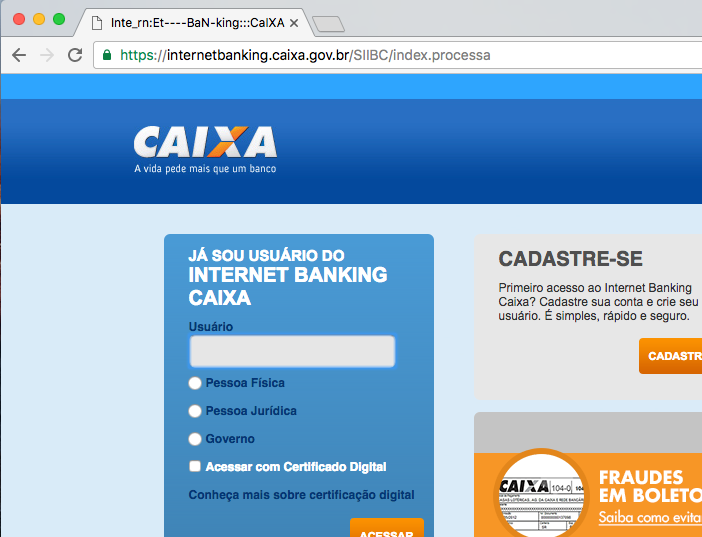 Inte_rn:Et----BaN-king:::CaIXA
https://internetbanking.caixa.gov.br/SIIBC/index.processa
CAIXA
A vida pede mais que um banco
JÁ SOU USUÁRIO DO
INTERNET BANKING
CAIXA
Usuário
Pessoa Física
Pessoa Jurídica
Governo
Acessar com Certificado Digital
Conheça mais sobre certificação digital
ACESSAR
CADASTRE-SE
Primeiro acesso ao Internet Banking
Caixa? Cadastre sua conta e crie seu
usuário. É simples, rápido e seguro.
CADASTR
CAIXA 104-0 104
FRAUDES
EM BOLETO
Saiba como evita